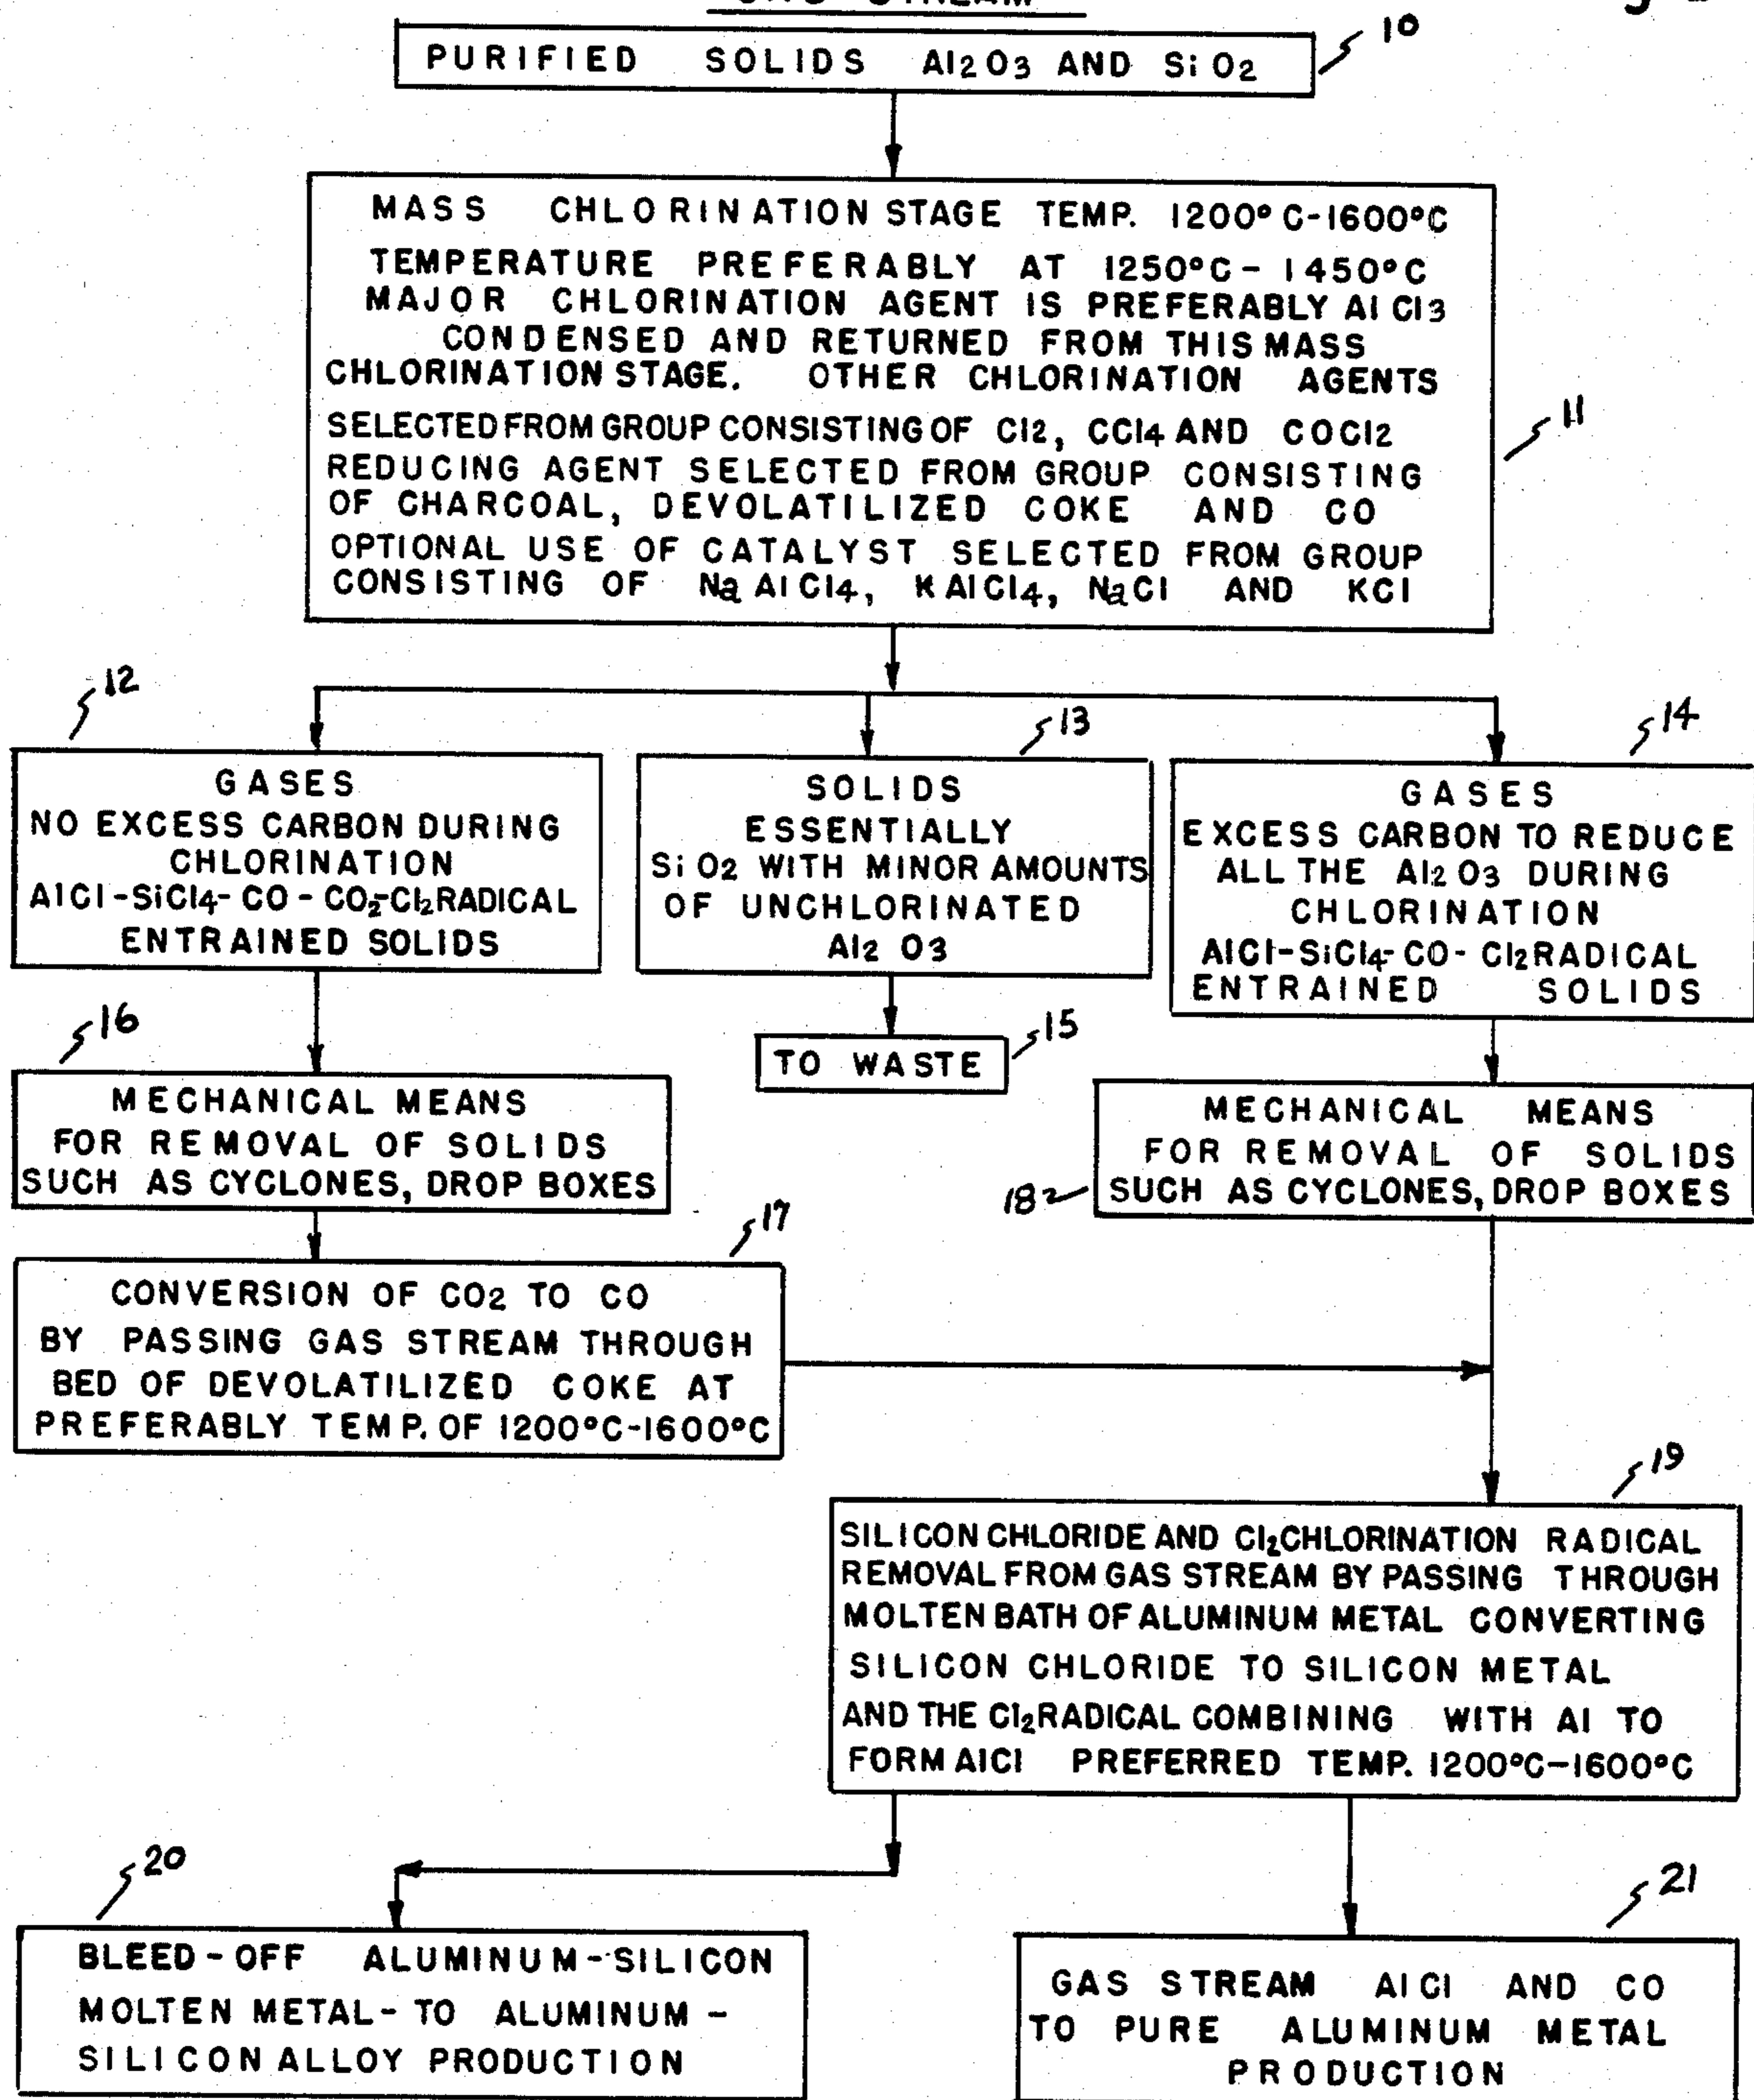 10
PURIFIED SOLIDS Al2O3 AND SiO2
MASS CHLORINATION STAGE TEMP. 1200°C-1600°C
TEMPERATURE PREFERABLY AT 1250°C - 1450°C
MAJOR CHLORINATION AGENT IS PREFERABLY AlCl3
CONDENSED AND RETURNED FROM THIS MASS
CHLORINATION STAGE. OTHER CHLORINATION AGENTS
SELECTED FROM GROUP CONSISTING OF Cl2, CCl4 AND COCl2
REDUCING AGENT SELECTED FROM GROUP CONSISTING
OF CHARCOAL, DEVOLATILIZED COKE AND CO
OPTIONAL USE OF CATALYST SELECTED FROM GROUP
CONSISTING OF NaAlCl4, KAlCl4, NaCl AND KCl
11
12
GASES
NO EXCESS CARBON DURING
CHLORINATION
AlCl-SiCl4-CO-CO2-Cl2 RADICAL
ENTRAINED SOLIDS
13
SOLIDS
ESSENTIALLY
SiO2 WITH MINOR AMOUNTS
OF UNCHLORINATED
Al2 O3
14
GASES
EXCESS CARBON TO REDUCE
ALL THE Al2O3 DURING
CHLORINATION
AlCl-SiCl4-CO-Cl2 RADICAL
ENTRAINED SOLIDS
15
TO WASTE
16
MECHANICAL MEANS
FOR REMOVAL OF SOLIDS
SUCH AS CYCLONES, DROP BOXES
18
MECHANICAL MEANS
FOR REMOVAL OF SOLIDS
SUCH AS CYCLONES, DROP BOXES
17
CONVERSION OF CO2 TO CO
BY PASSING GAS STREAM THROUGH
BED OF DEVOLATILIZED COKE AT
PREFERABLY TEMP. OF 1200°C-1600°C
19
SILICON CHLORIDE AND Cl2 CHLORINATION RADICAL
REMOVAL FROM GAS STREAM BY PASSING THROUGH
MOLTEN BATH OF ALUMINUM METAL CONVERTING
SILICON CHLORIDE TO SILICON METAL
AND THE Cl2 RADICAL COMBINING WITH Al TO
FORM AlCl PREFERRED TEMP. 1200°C-1600°C
20
BLEED-OFF ALUMINUM-SILICON
MOLTEN METAL - TO ALUMINUM -
SILICON ALLOY PRODUCTION
21
GAS STREAM AlCl AND CO
TO PURE ALUMINUM METAL
PRODUCTION